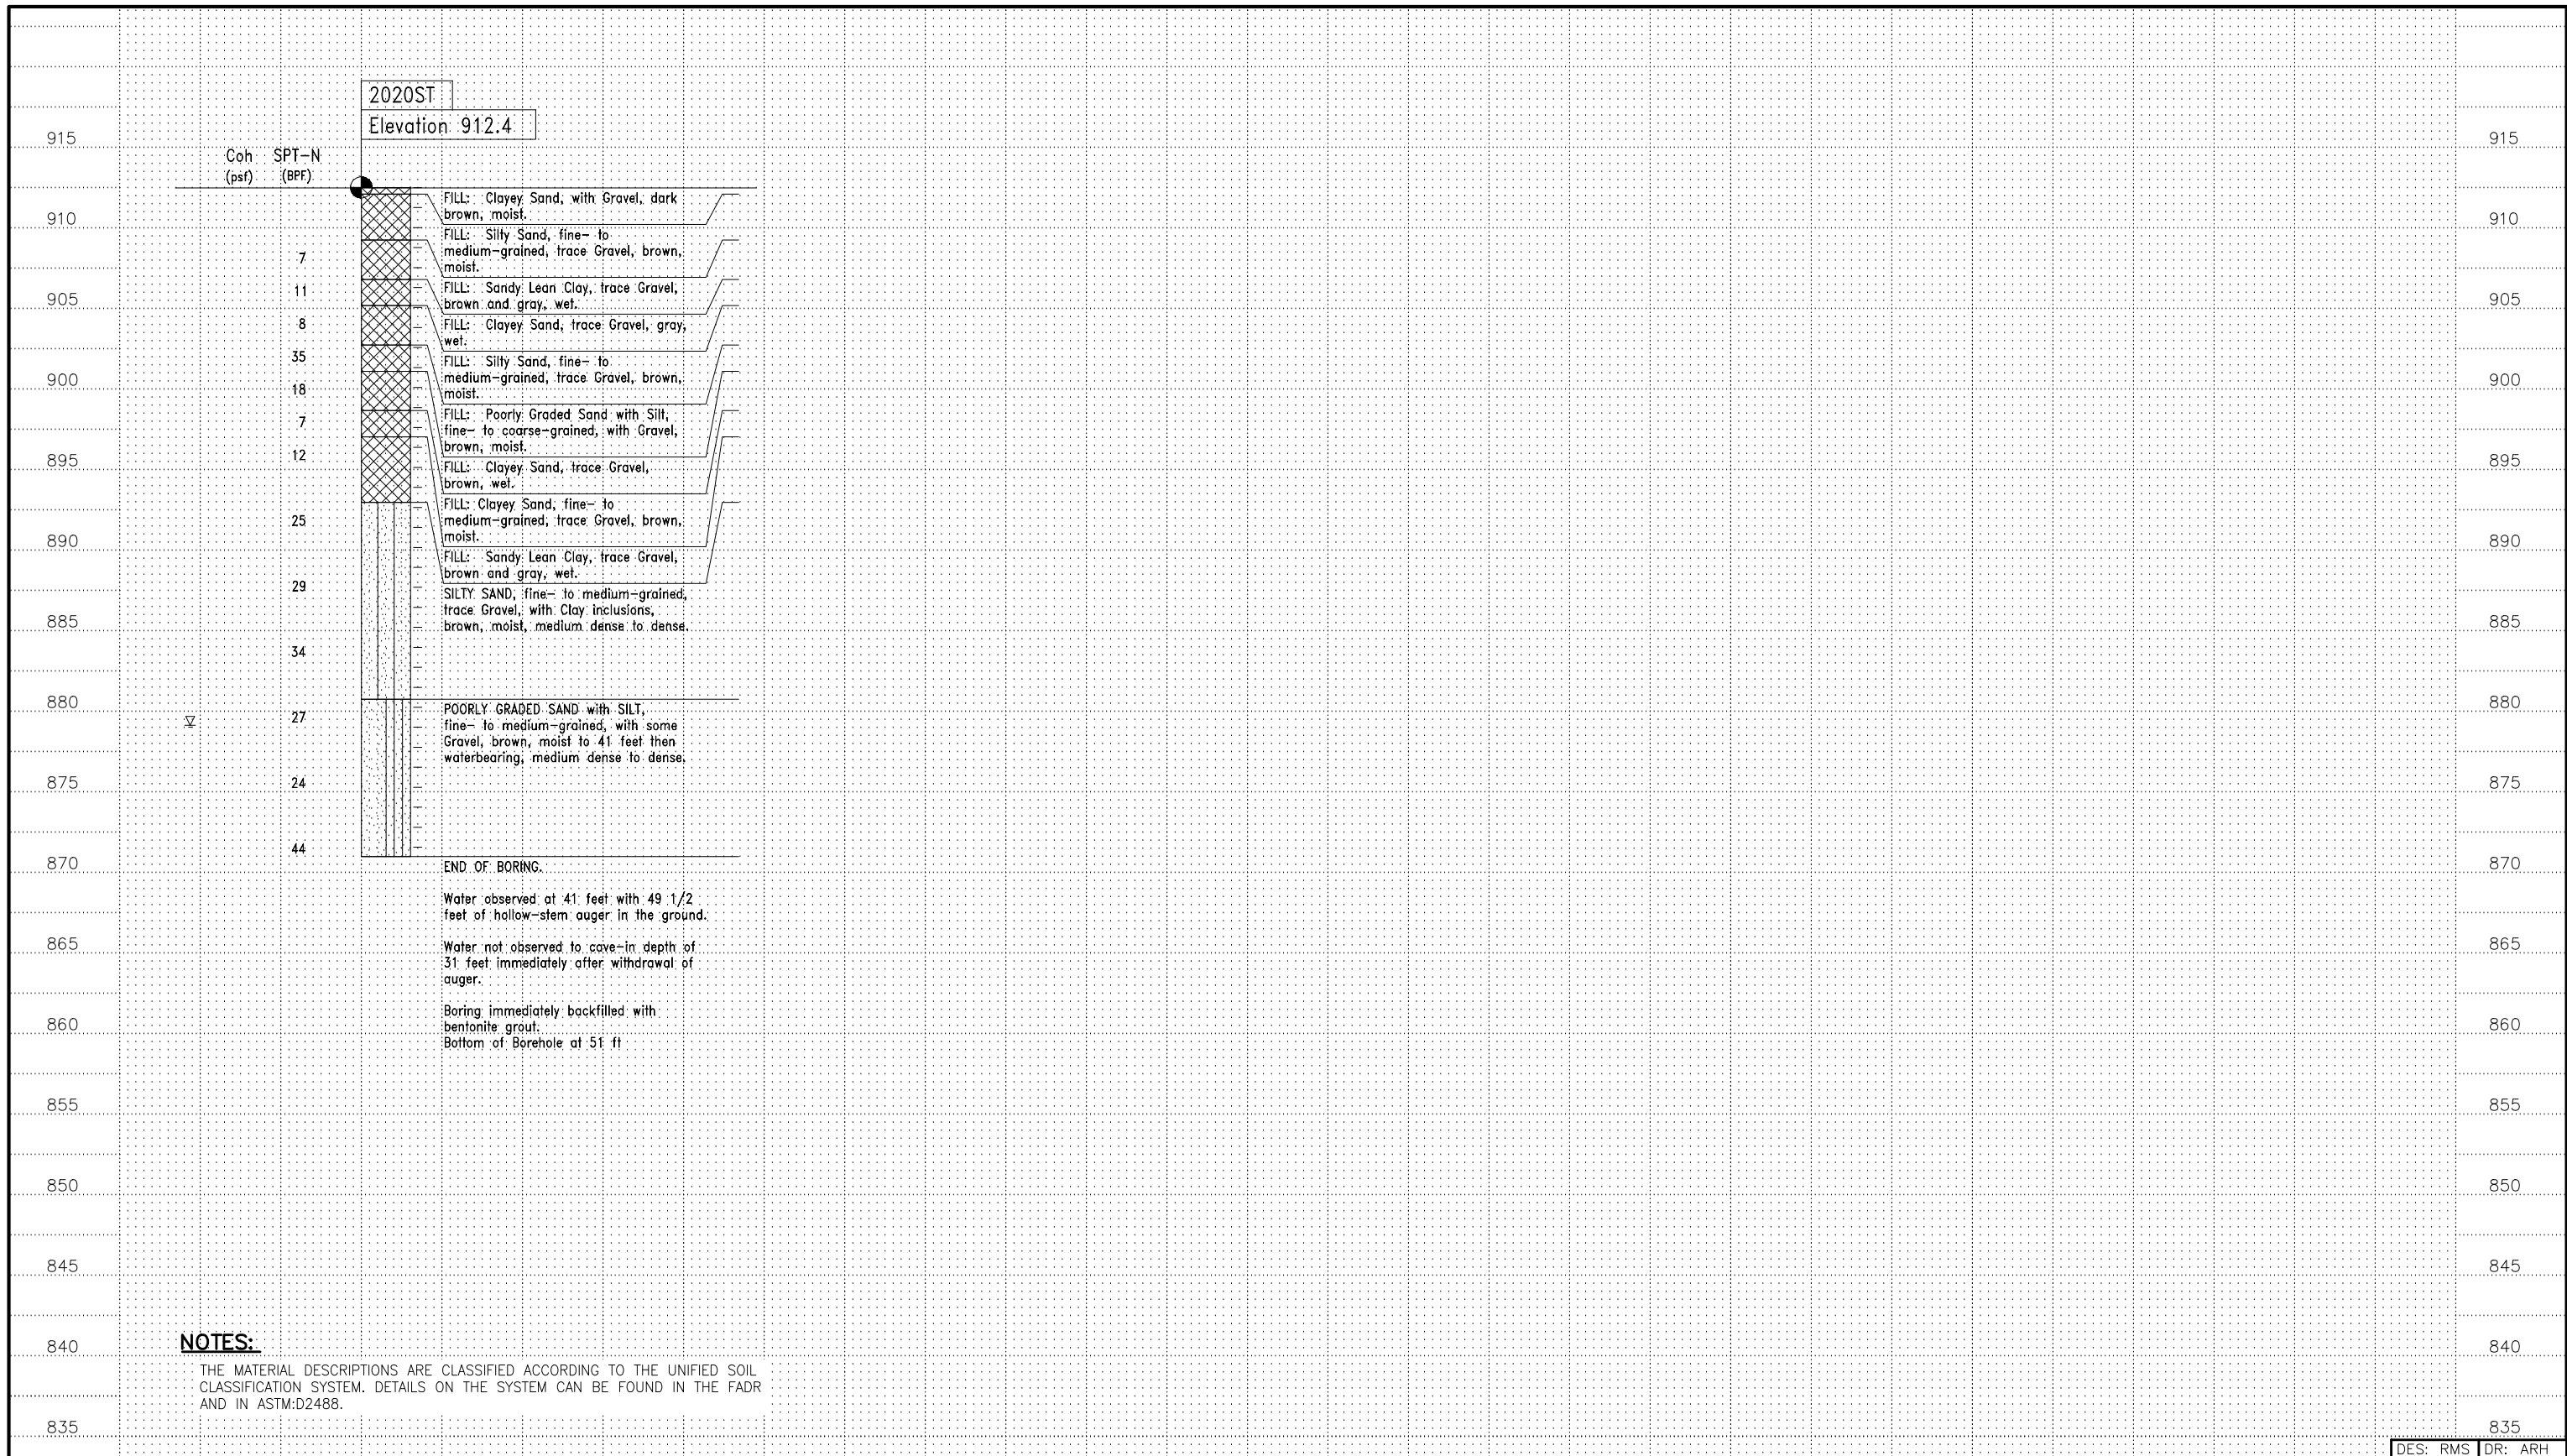 2020ST
Elevation 912.4
915
915
Coh SPT-N
(psf) (BPF)
FILL: Clayey Sand, with Gravel, dark
brown, moist.
910
910
FILL: Silty Sand, fine- to
medium-grained, trace Gravel, brown,
moist.
7
FILL: Sandy Lean Clay, trace Gravel,
brown and gray, wet.
11
905
905
FILL: Clayey Sand, trace Gravel, gray,
wet.
8
FILL: Silty Sand, fine- to
medium-grained, trace Gravel, brown,
moist.
35
900
900
18
FILL: Poorly Graded Sand with Silt,
fine- to coarse-grained, with Gravel,
brown, moist.
7
895
895
12
FILL: Clayey Sand, trace Gravel,
brown, wet.
FILL: Clayey Sand, fine- to
medium-grained, trace Gravel, brown,
moist.
25
890
890
FILL: Sandy Lean Clay, trace Gravel,
brown and gray, wet.
29
SILTY SAND, fine- to medium-grained,
trace Gravel, with Clay inclusions,
brown, moist, medium dense to dense.
885
885
34
880
880
27
POORLY GRADED SAND with SILT,
fine- to medium-grained, with some
Gravel, brown, moist to 41 feet then
waterbearing, medium dense to dense.
875
875
24
44
870
870
END OF BORING.
Water observed at 41 feet with 49 1/2
feet of hollow-stem auger in the ground.
865
865
Water not observed to cave-in depth of
31 feet immediately after withdrawal of
auger.
860
860
Boring immediately backfilled with
bentonite grout.
Bottom of Borehole at 51 ft
855
855
850
850
845
845
840
840
NOTES:
THE MATERIAL DESCRIPTIONS ARE CLASSIFIED ACCORDING TO THE UNIFIED SOIL
CLASSIFICATION SYSTEM. DETAILS ON THE SYSTEM CAN BE FOUND IN THE FADR
AND IN ASTM:D2488.
835
835
DES: RMS DR: ARH